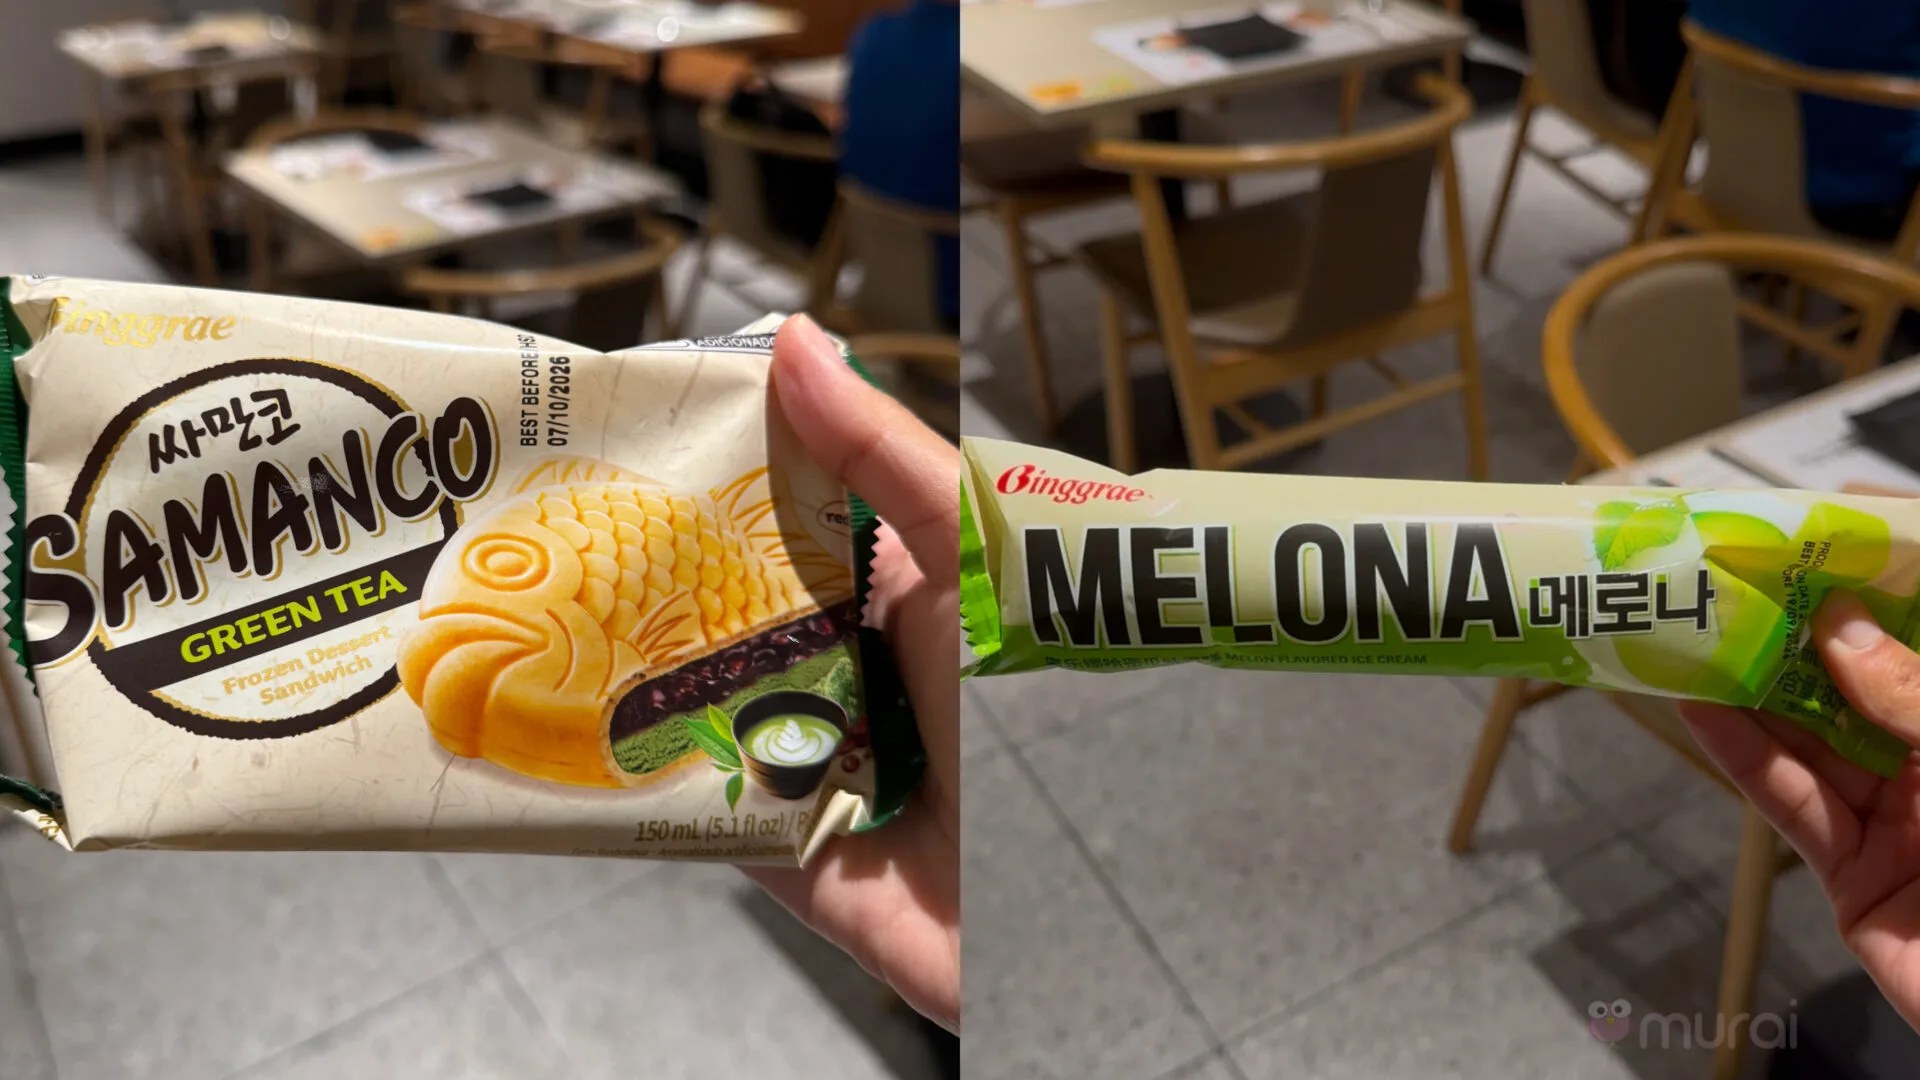 Binggrae
싸만코
SAMANCO
GREEN TEA
Frozen Dessert
Sandwich
BEST BEFORE/HS
07/10/2026
ADICIONADO
150 mL (5.1 fl oz) /
Binggrae
MELONA 메로나
MELON FLAVORED ICE CREAM
murai